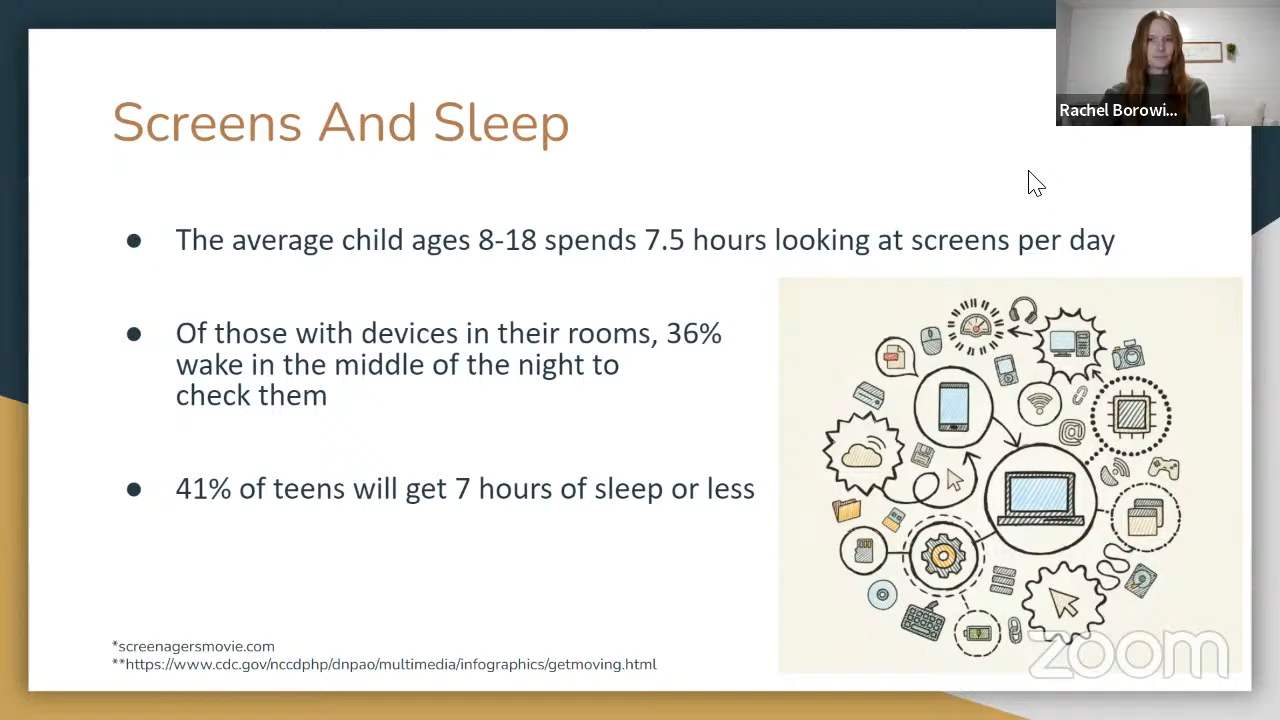 Rachel Borowi...
Screens And Sleep
● The average child ages 8-18 spends 7.5 hours looking at screens per day
● Of those with devices in their rooms, 36%
wake in the middle of the night to
check them
● 41% of teens will get 7 hours of sleep or less
@
*screenagersmovie.com
**https://www.cdc.gov/nccdphp/dnpao/multimedia/infographics/getmoving.html
zoom